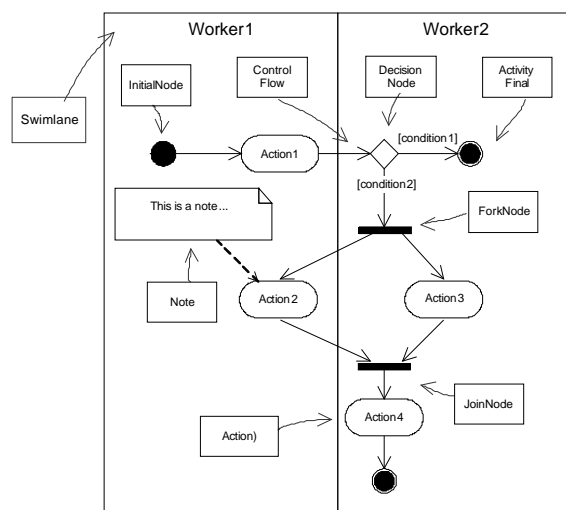 Worker1
Worker2
Swimlane
InitialNode
Control
Flow
Decision
Node
Activity
Final
Action1
[condition1]
[condition2]
This is a note...
ForkNode
Note
Action2
Action3
JoinNode
Action4
Action)